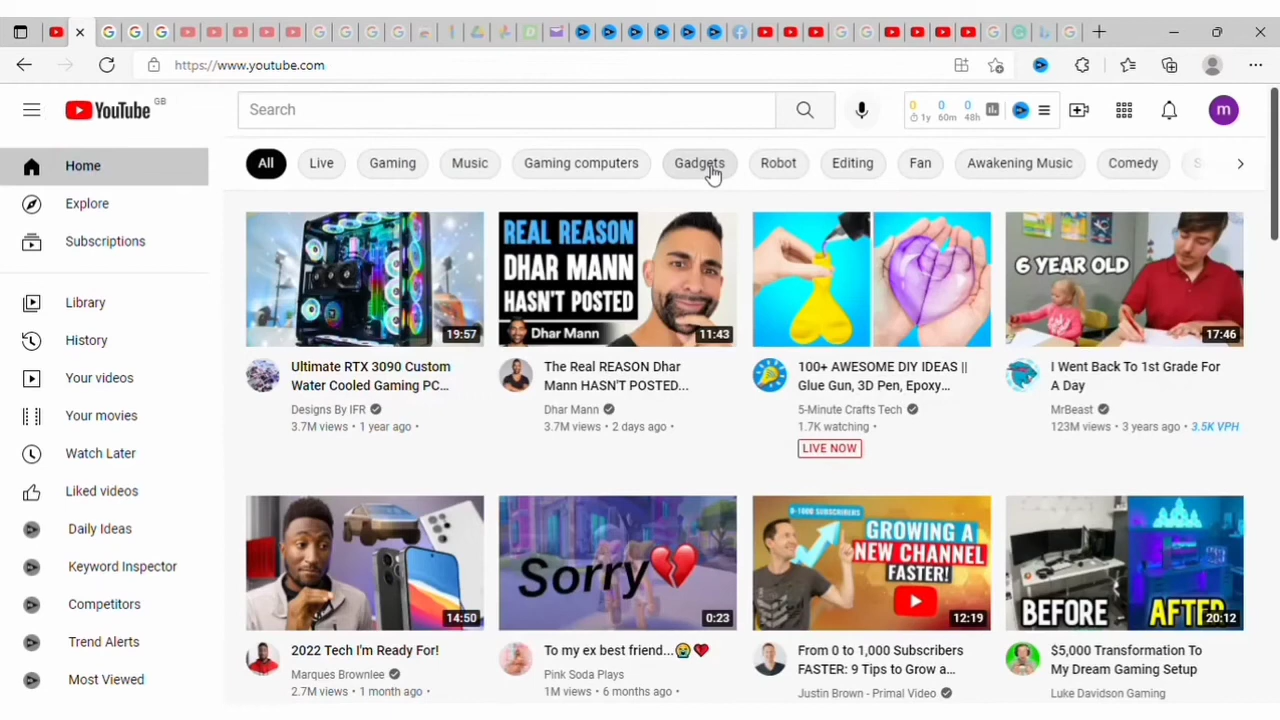 https://www.youtube.com
YouTube GB
Search
0 0 0
1y 60m 48h
m
All Live Gaming Music Gaming computers Gadgets Robot Editing Fan Awakening Music Comedy
Home
Explore
Subscriptions
Library
History
Your videos
Your movies
Watch Later
Liked videos
Daily Ideas
Keyword Inspector
Competitors
Trend Alerts
Most Viewed
19:57
Ultimate RTX 3090 Custom
Water Cooled Gaming PC...
Designs By IFR
3.7M views • 1 year ago •
REAL REASON
DHAR MANN
HASN'T POSTED
Dhar Mann
11:43
The Real REASON Dhar
Mann HASN'T POSTED...
Dhar Mann
3.7M views • 2 days ago •
100+ AWESOME DIY IDEAS ||
Glue Gun, 3D Pen, Epoxy...
5-Minute Crafts Tech
1.7K watching •
LIVE NOW
6 YEAR OLD
17:46
I Went Back To 1st Grade For
A Day
MrBeast
123M views • 3 years ago • 3.5K VPH
14:50
2022 Tech I'm Ready For!
Marques Brownlee
2.7M views • 1 month ago •
Sorry💔
0:23
To my ex best friend...😭💔
Pink Soda Plays
1M views • 6 months ago •
0-1000 SUBSCRIBERS
GROWING A
NEW CHANNEL
FASTER!
12:19
From 0 to 1,000 Subscribers
FASTER: 9 Tips to Grow a...
Justin Brown - Primal Video
BEFORE AFTER
20:12
$5,000 Transformation To
My Dream Gaming Setup
Luke Davidson Gaming